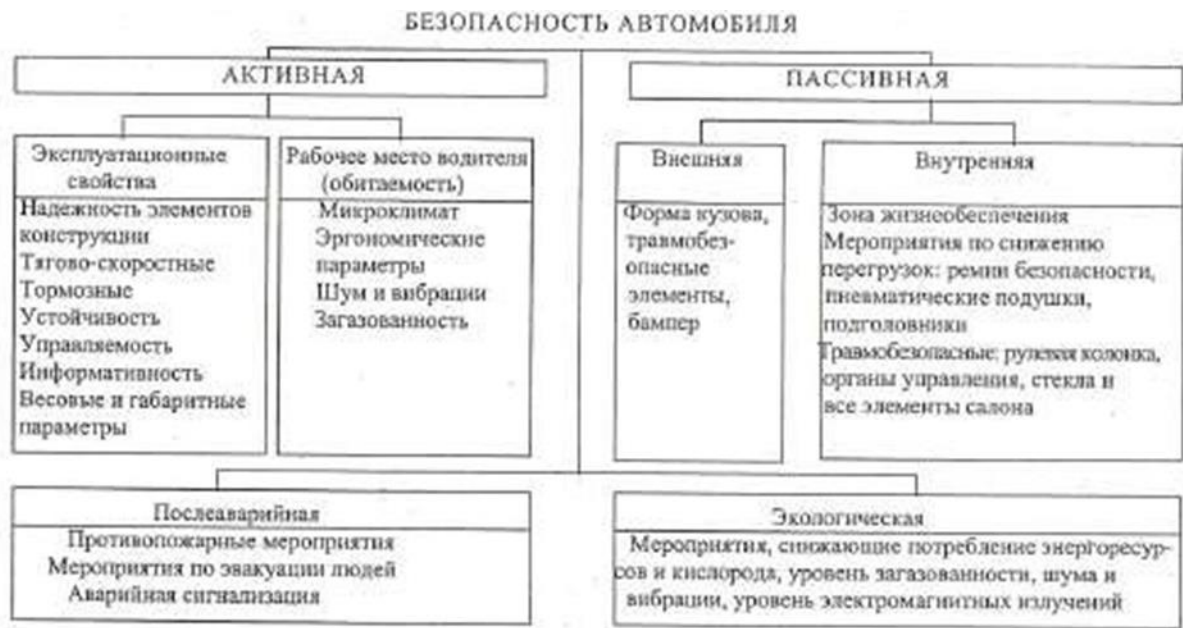 БЕЗОПАСНОСТЬ АВТОМОБИЛЯ
АКТИВНАЯ
ПАССИВНАЯ
Эксплуатационные
свойства
Надежность элементов
конструкции
Тягово-скоростные
Тормозные
Устойчивость
Управляемость
Информативность
Весовые и габаритные
параметры
Рабочее место водителя
(обитаемость)
Микроклимат
Эргономические
параметры
Шум и вибрации
Загазованность
Внешняя
Форма кузова,
травмобез-
опасные
элементы,
бампер
Внутренняя
Зона жизнеобеспечения
Мероприятия по снижению
перегрузок: ремни безопасности,
пневматические подушки,
подголовники
Травмобезопасные: рулевая колонка,
органы управления, стекла и
все элементы салона
Послеаварийная
Противопожарные мероприятия
Мероприятия по эвакуации людей
Аварийная сигнализация
Экологическая
Мероприятия, снижающие потребление энергоресур-
сов и кислорода, уровень загазованности, шума и
вибрации, уровень электромагнитных излучений